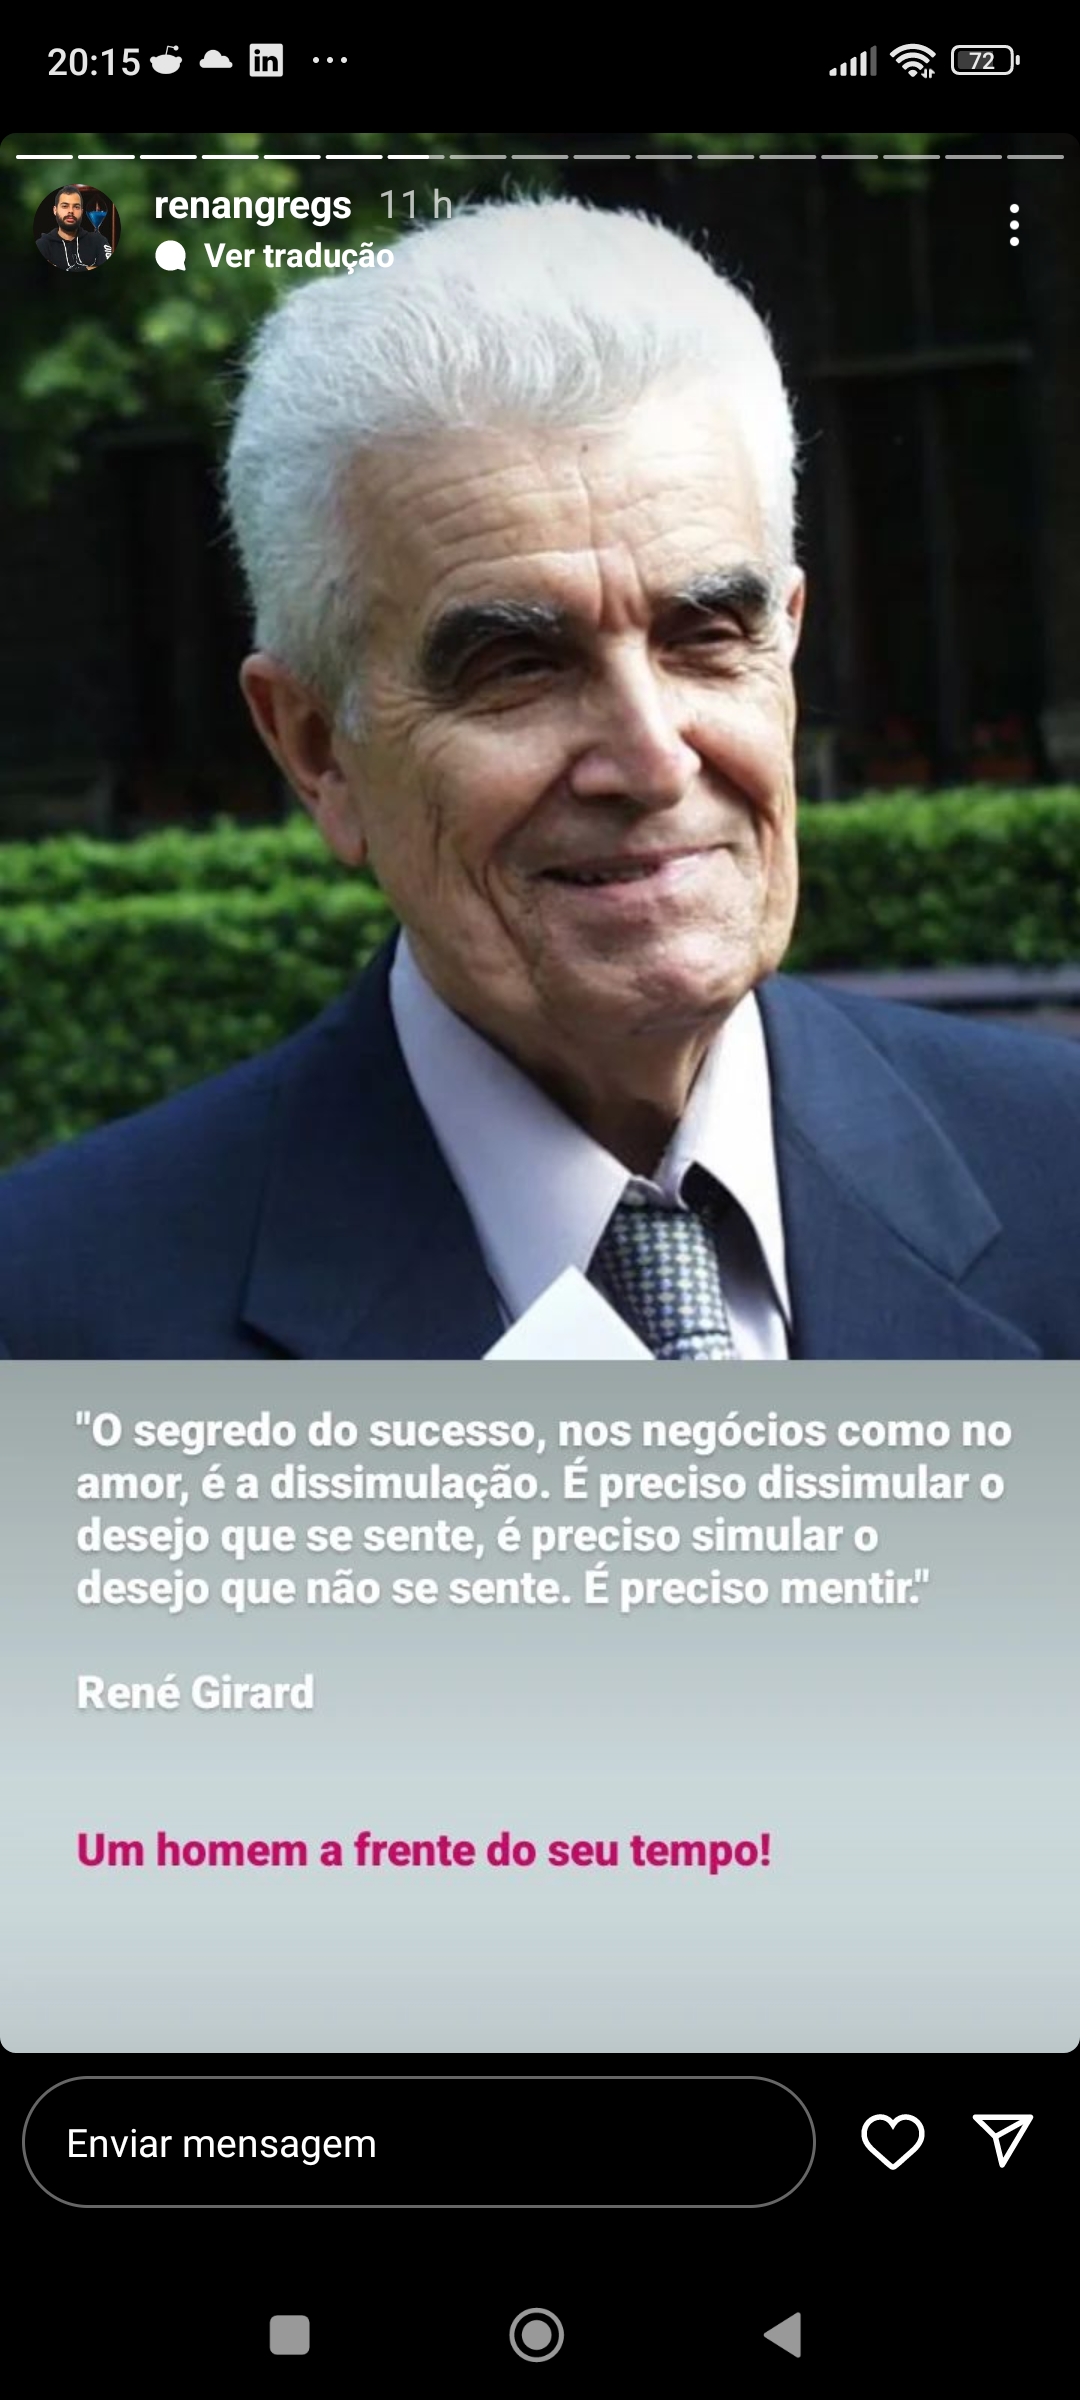 20:15
72
renangregs 11 h
Ver tradução
"O segredo do sucesso, nos negócios como no
amor, é a dissimulação. É preciso dissimular o
desejo que se sente, é preciso simular o
desejo que não se sente. É preciso mentir."
René Girard
Um homem a frente do seu tempo!
Enviar mensagem